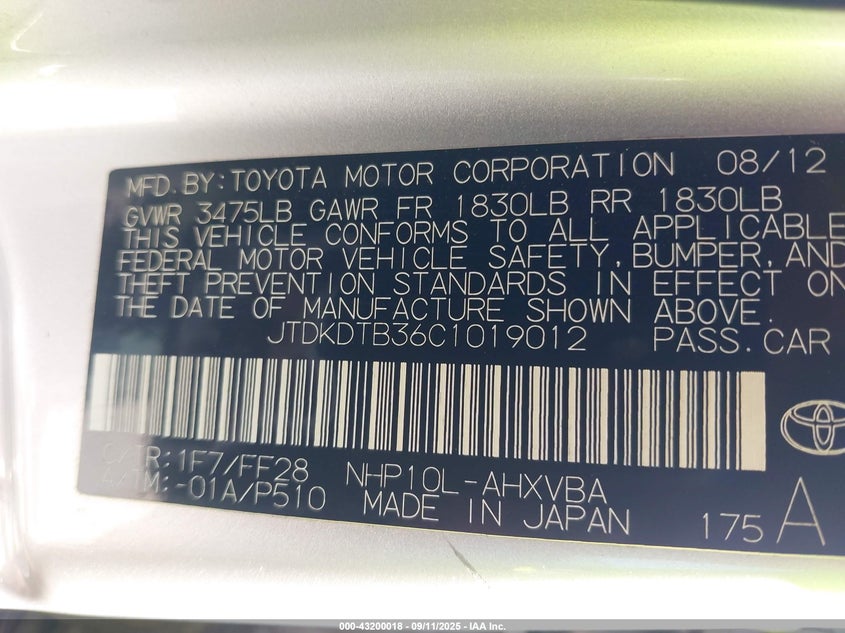 MFD.BY:TOYOTA MOTOR CORPORATION 08/12
GVWR 3475LB GAWR FR 1830LB RR 1830LB
THIS VEHICLE CONFORMS TO ALL APPLICABLE
FEDERAL MOTOR VEHICLE SAFETY,BUMPER,AND
THEFT PREVENTION STANDARDS IN EFFECT ON
THE DATE OF MANUFACTURE SHOWN ABOVE.
JTDKDTB36C1019012 PASS.CAR
C/TR:1F7/FF28 NHP10L-AHXVBA
A/TM:-01A/P510 MADE IN JAPAN 175 A
000-43200018 - 09/11/2025 - IAA Inc.